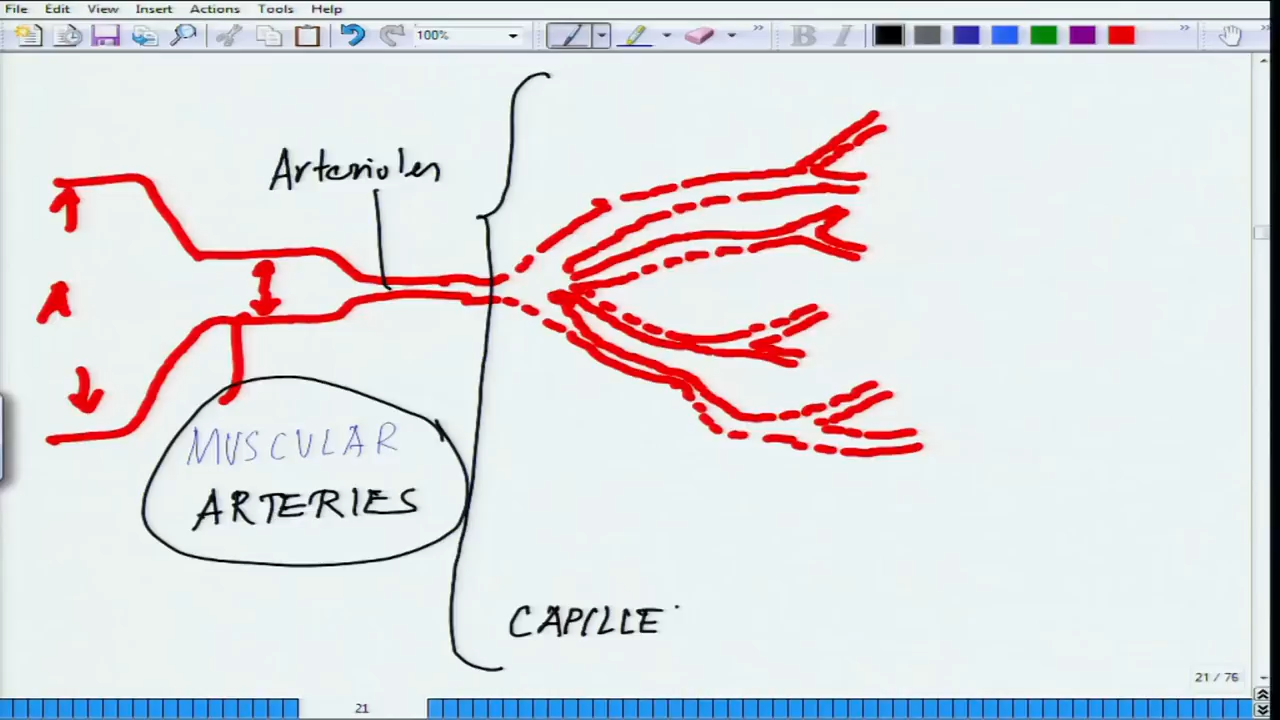 File Edit View Insert Actions Tools Help
100%
Arterioles
A
MUSCULAR
ARTERIES
CAPILLE
21 / 76
21